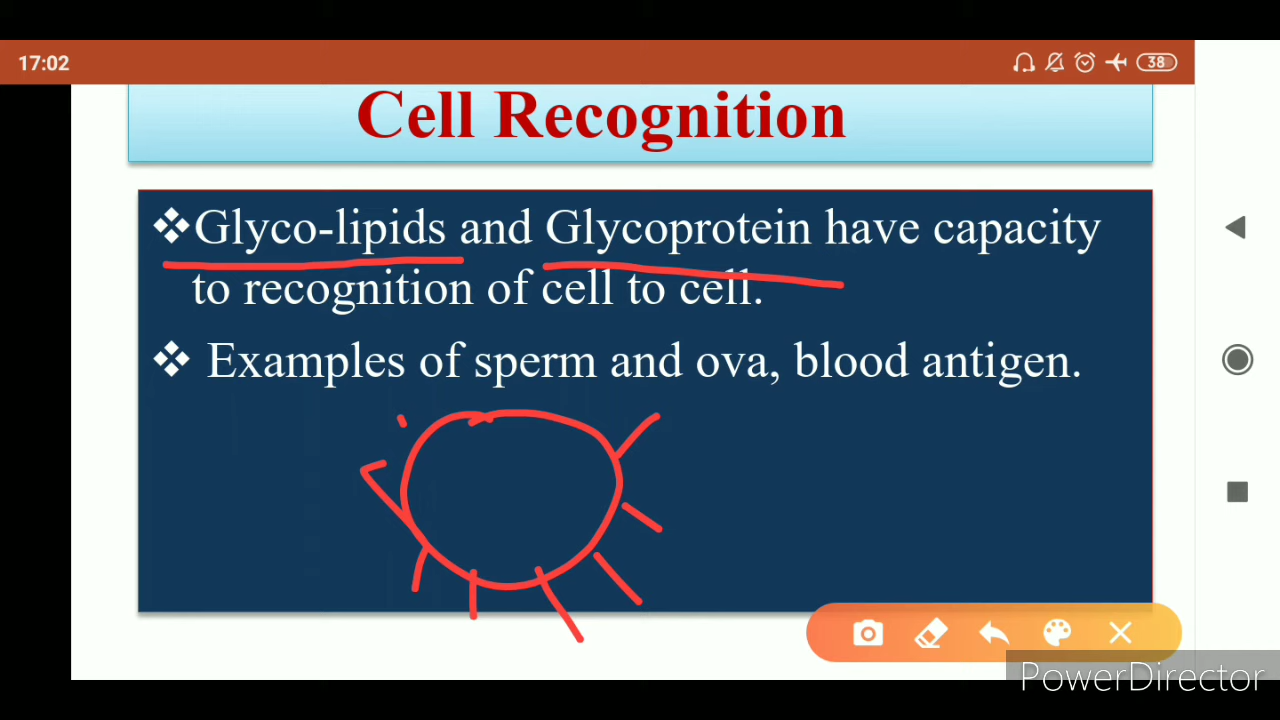 17:02
38
Cell Recognition
❖Glyco-lipids and Glycoprotein have capacity
to recognition of cell to cell.
❖ Examples of sperm and ova, blood antigen.
PowerDirector